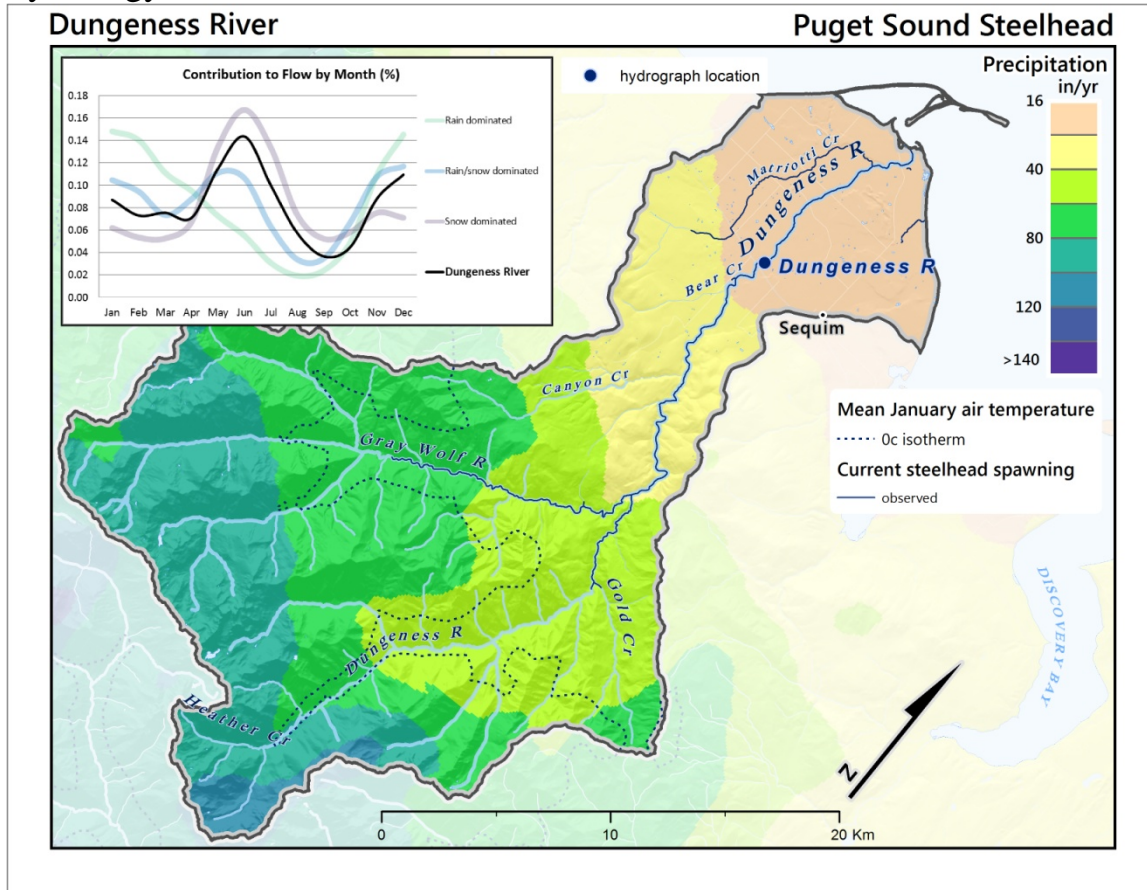 Dungeness River
Puget Sound Steelhead
Contribution to Flow by Month (%)
0.18
0.16
0.14
0.12
0.10
0.08
0.06
0.04
0.02
0.00
Jan Feb Mar Apr May Jun Jul Aug Sep Oct Nov Dec
Rain dominated
Rain/snow dominated
Snow dominated
Dungeness River
hydrograph location
Precipitation
in/yr
16
40
80
120
>140
Matriotti Cr
Dungeness R
Bear Cr
Dungeness R
Sequim
Canyon Cr
Gray Wolf R
Gold Cr
Dungeness R
Heather Cr
Mean January air temperature
0c isotherm
Current steelhead spawning
observed
DISCOVERY BAY
N
0 10 20 Km